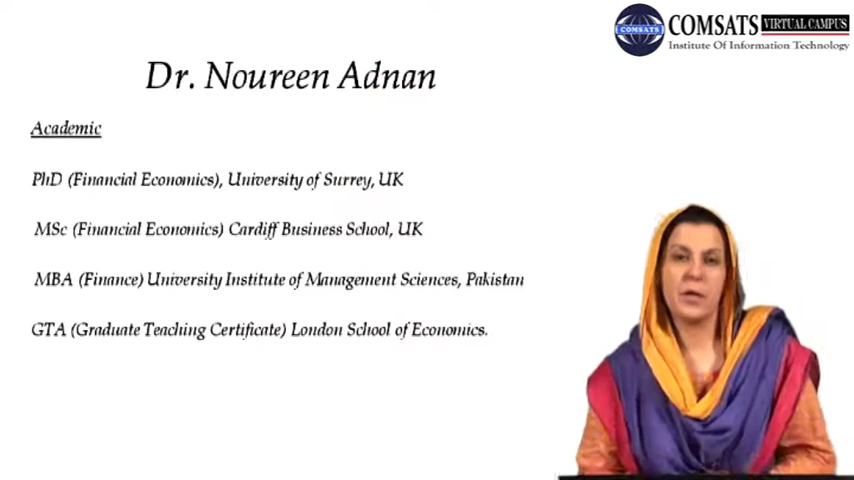 COMSATS
COMSATS VIRTUAL CAMPUS
Institute Of Information Technology
Dr. Noureen Adnan
Academic
PhD (Financial Economics), University of Surrey, UK
MSc (Financial Economics) Cardiff Business School, UK
MBA (Finance) University Institute of Management Sciences, Pakistan
GTA (Graduate Teaching Certificate) London School of Economics.